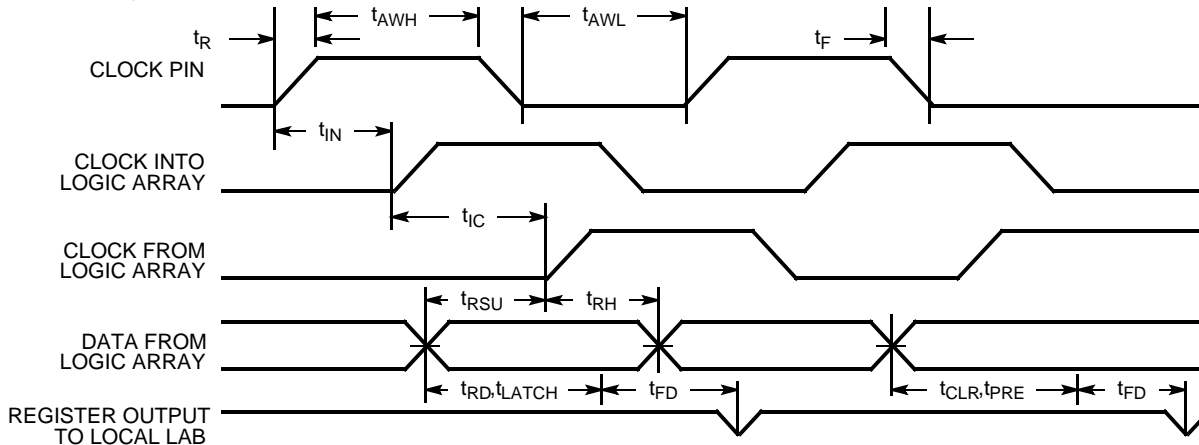 tAWH
tAWL
tR
tF
CLOCK PIN
tIN
CLOCK INTO
LOGIC ARRAY
tIC
CLOCK FROM
LOGIC ARRAY
tRSU
tRH
DATA FROM
LOGIC ARRAY
tRD,tLATCH
tFD
tCLR,tPRE
tFD
REGISTER OUTPUT
TO LOCAL LAB